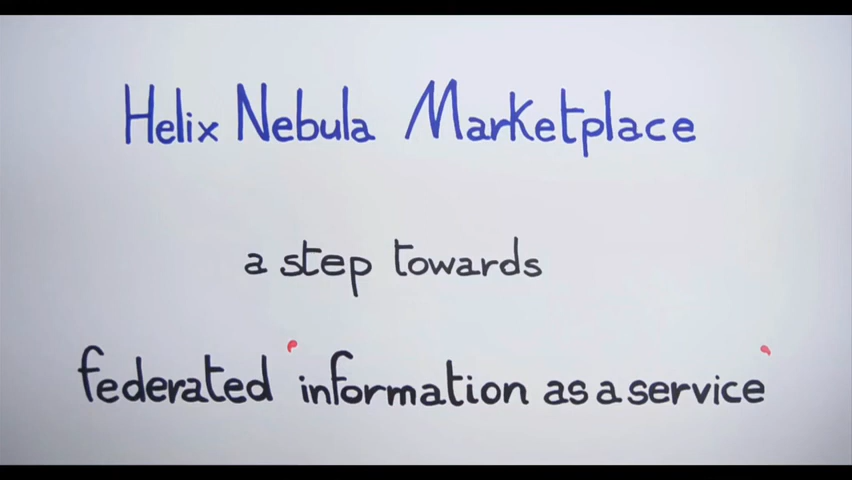 Helix Nebula Marketplace
a step towards
federated 'information as a service'